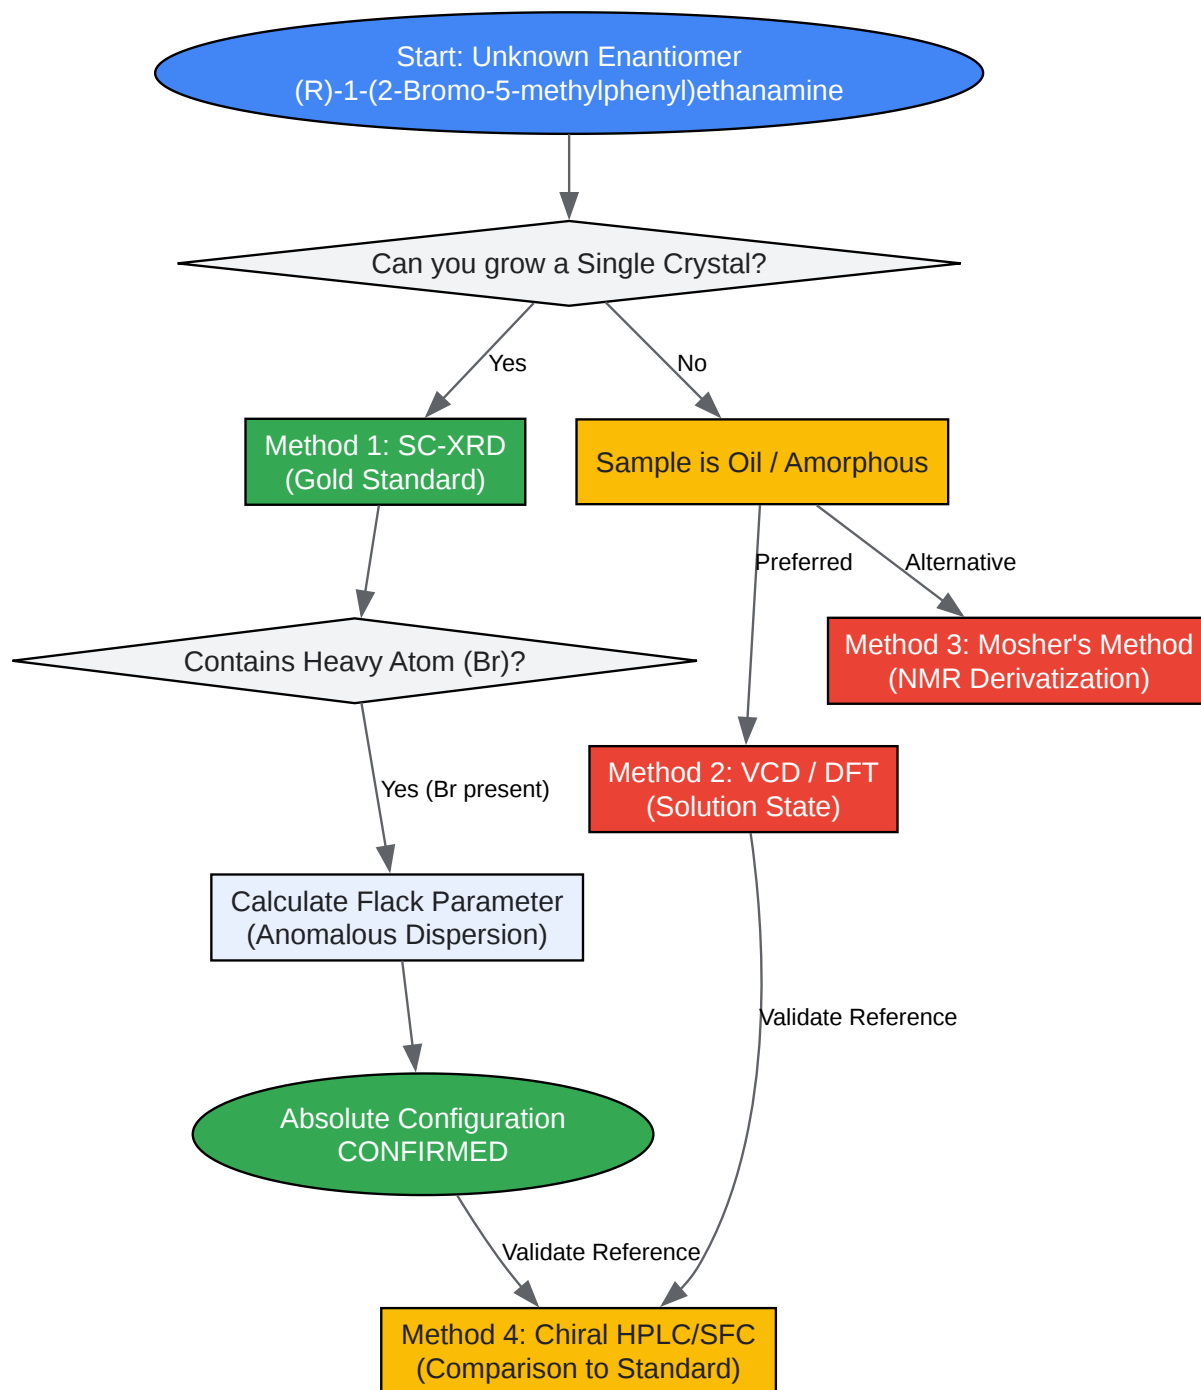 Start: Unknown Enantiomer
(R)-1-(2-Bromo-5-methylphenyl)ethanamine
Can you grow a Single Crystal?
Yes
No
Method 1: SC-XRD
(Gold Standard)
Sample is Oil / Amorphous
Preferred
Alternative
Method 3: Mosher's Method
(NMR Derivatization)
Contains Heavy Atom (Br)?
Method 2: VCD / DFT
(Solution State)
Yes (Br present)
Calculate Flack Parameter
(Anomalous Dispersion)
Validate Reference
Absolute Configuration
CONFIRMED
Validate Reference
Method 4: Chiral HPLC/SFC
(Comparison to Standard)